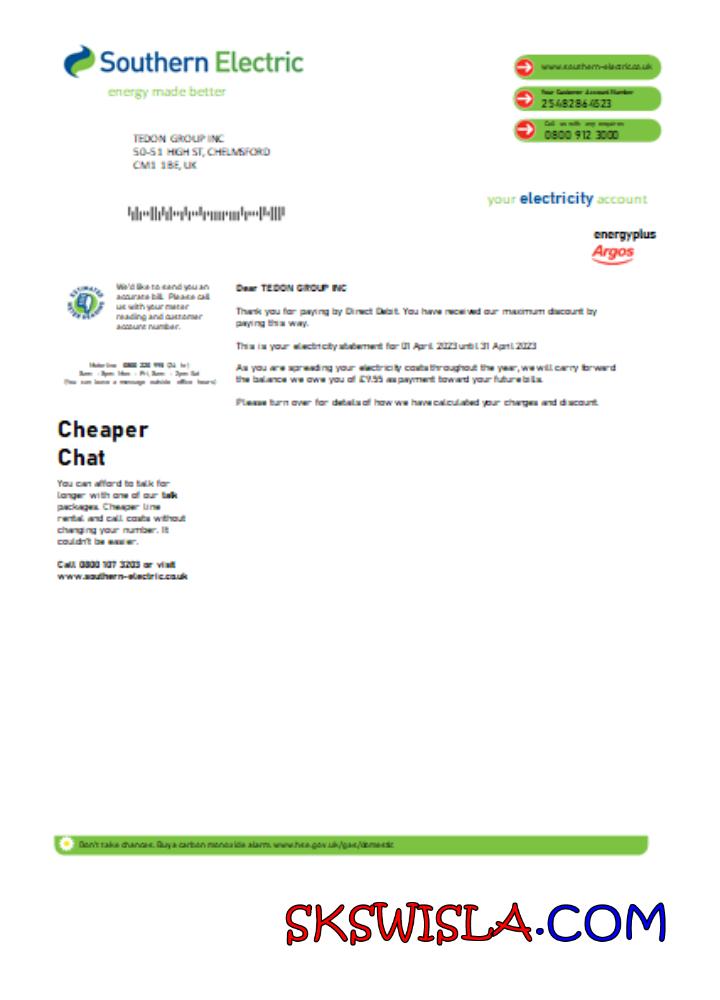 Southern Electric
energy made better
www.southern-electric.co.uk
Your Customer Account Number
25482864523
Call us with any enquiries
0800 912 3000
TEDON GROUP INC
50-51 HIGH ST, CHELMSFORD
CM1 1BE, UK
your electricity account
energyplus
Argos
ESTIMATED
METER READING
We'd like to send you an
accurate bill. Please call
us with your meter
reading and customer
account number.
Meterline 0800 220 998 (24 hr)
8am - 8pm Mon - Fri, 8am - 2pm Sat
(You can leave a message outside office hours)
Dear TEDON GROUP INC
Thank you for paying by Direct Debit. You have received our maximum discount by
paying this way.
This is your electricity statement for 01 April 2023 until 31 April 2023
As you are spreading your electricity costs throughout the year, we will carry forward
the balance we owe you of £9.55 as payment toward your future bills.
Please turn over for details of how we have calculated your charges and discount.
Cheaper
Chat
You can afford to talk for
longer with one of our talk
packages. Cheaper line
rental and call costs without
changing your number. It
couldn't be easier.
Call 0800 107 3203 or visit
www.southern-electric.co.uk
Don't take chances. Buy a carbon monoxide alarm. www.hse.gov.uk/gas/domestic
SKSWISLA.COM